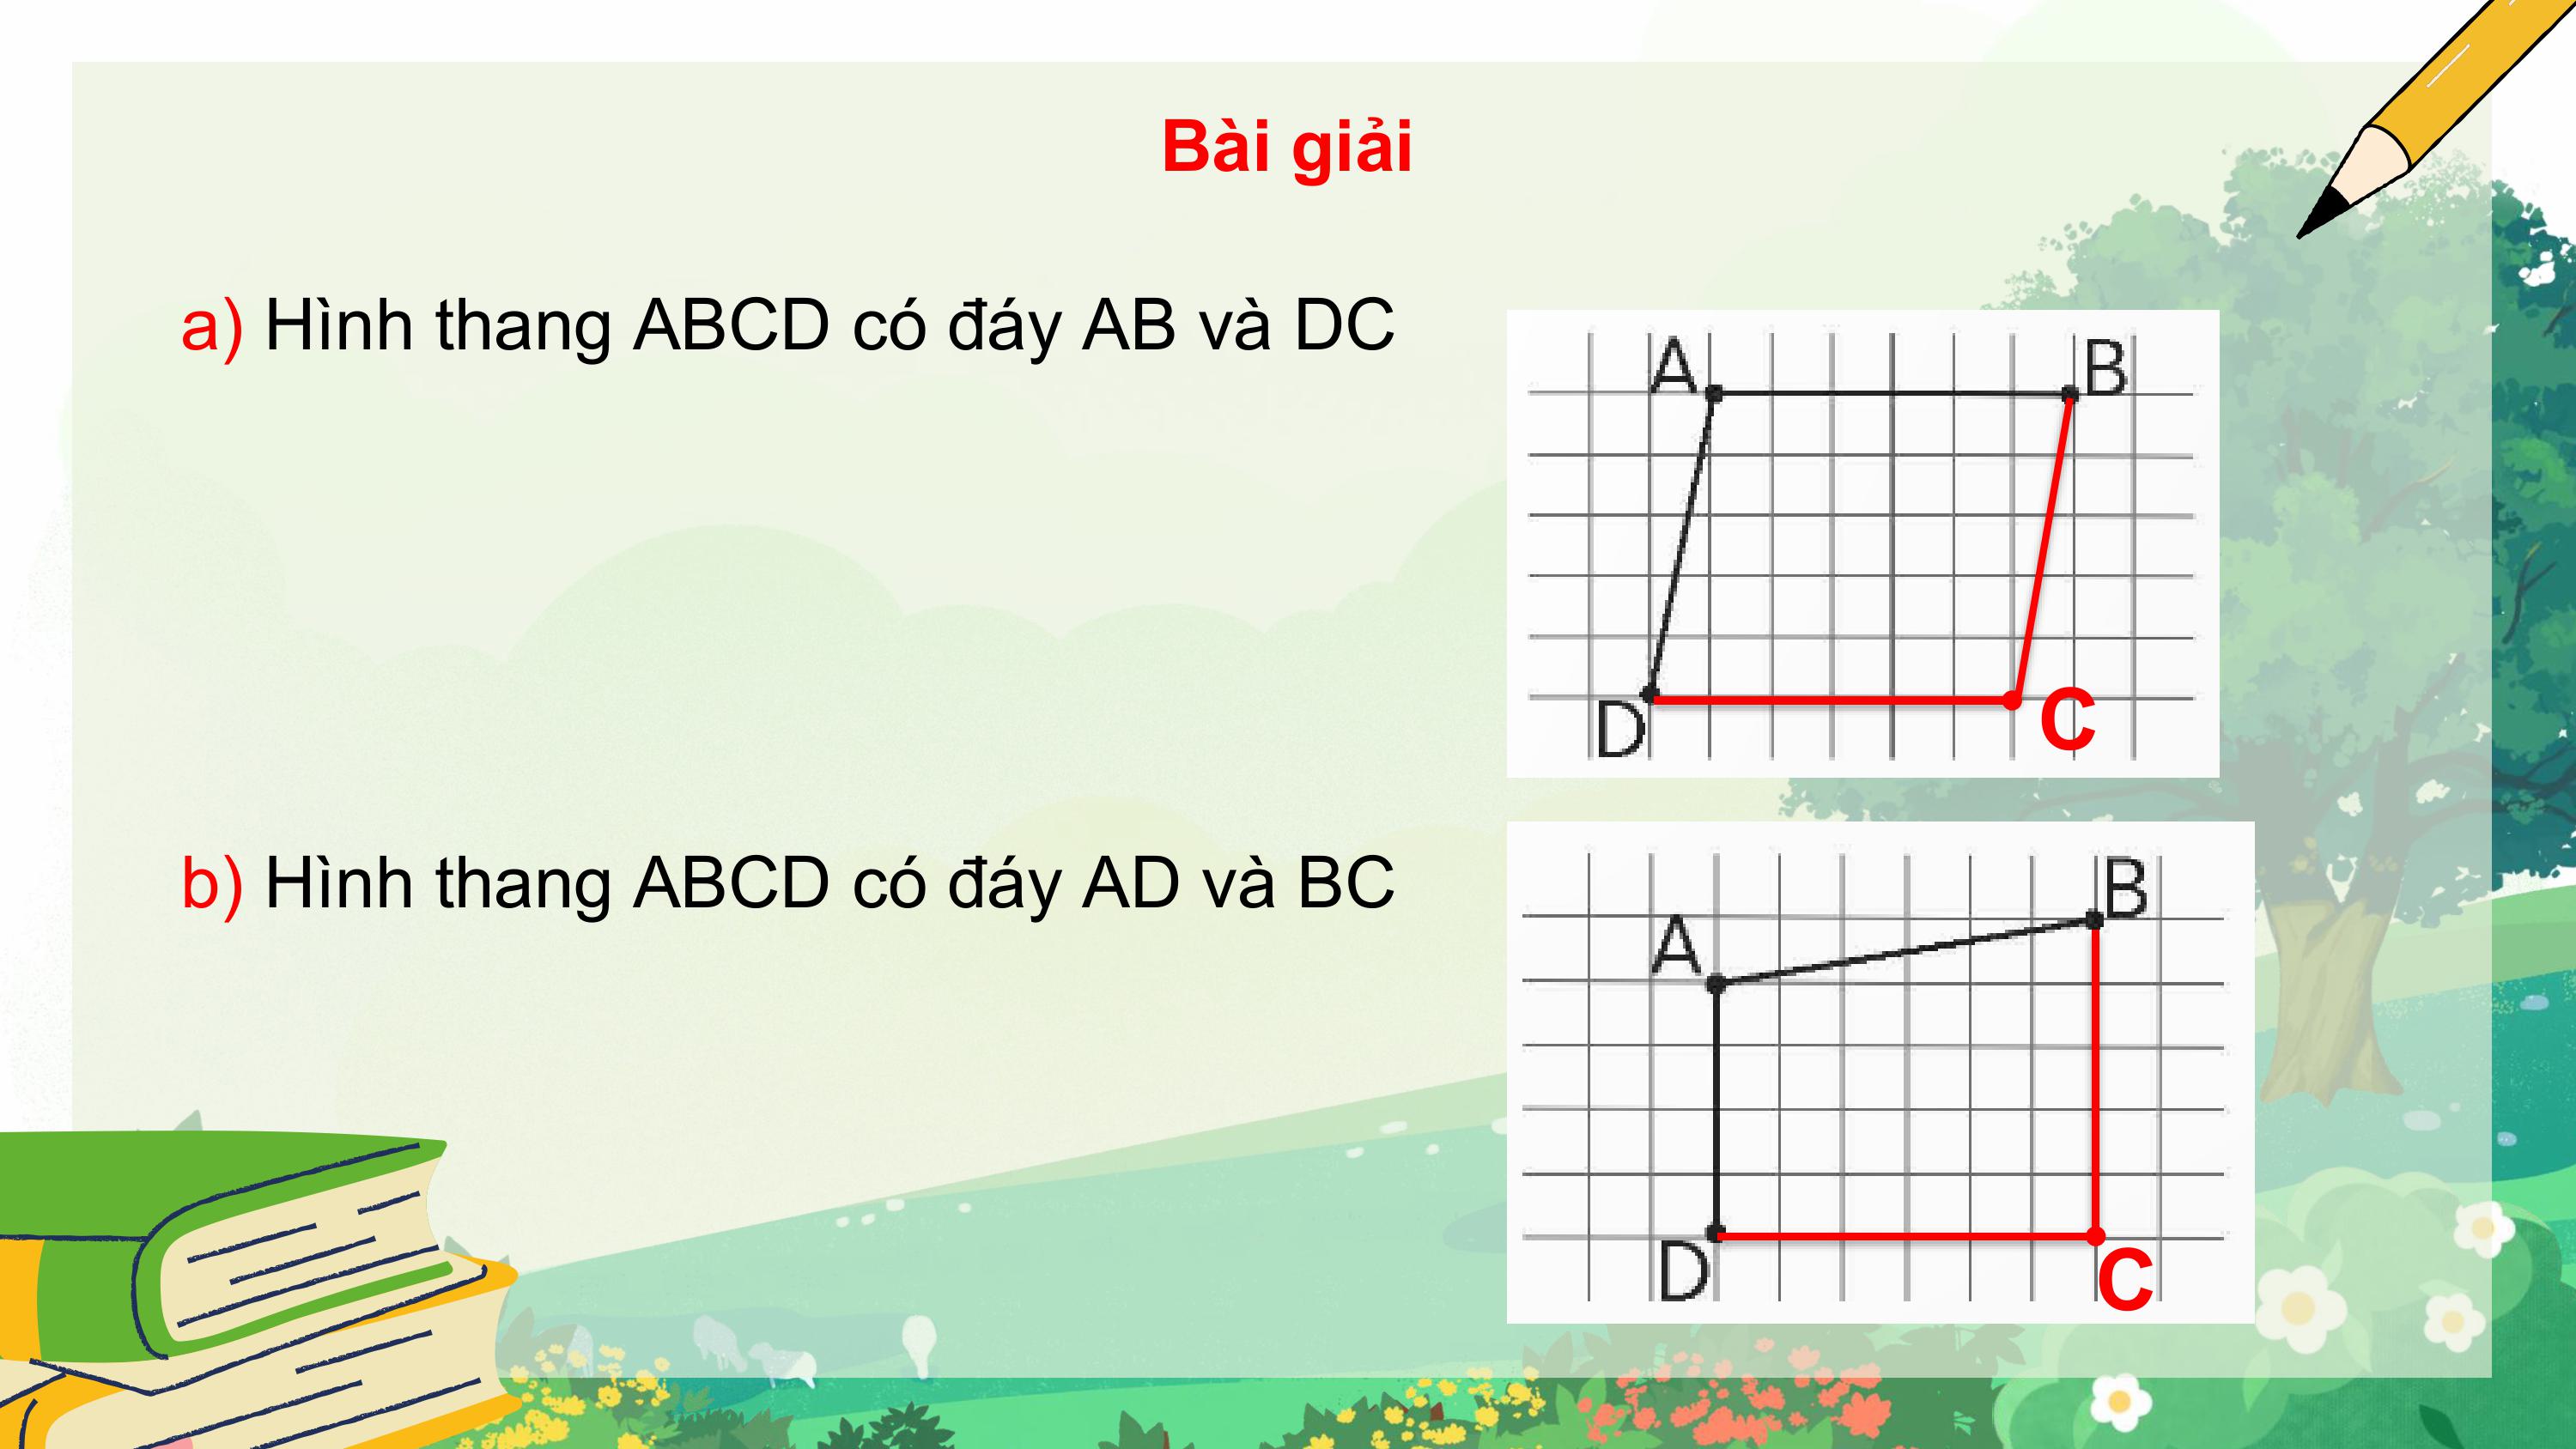 Bài giải
a) Hình thang ABCD có đáy AB và DC
A
B
D
C
b) Hình thang ABCD có đáy AD và BC
B
A
D
C